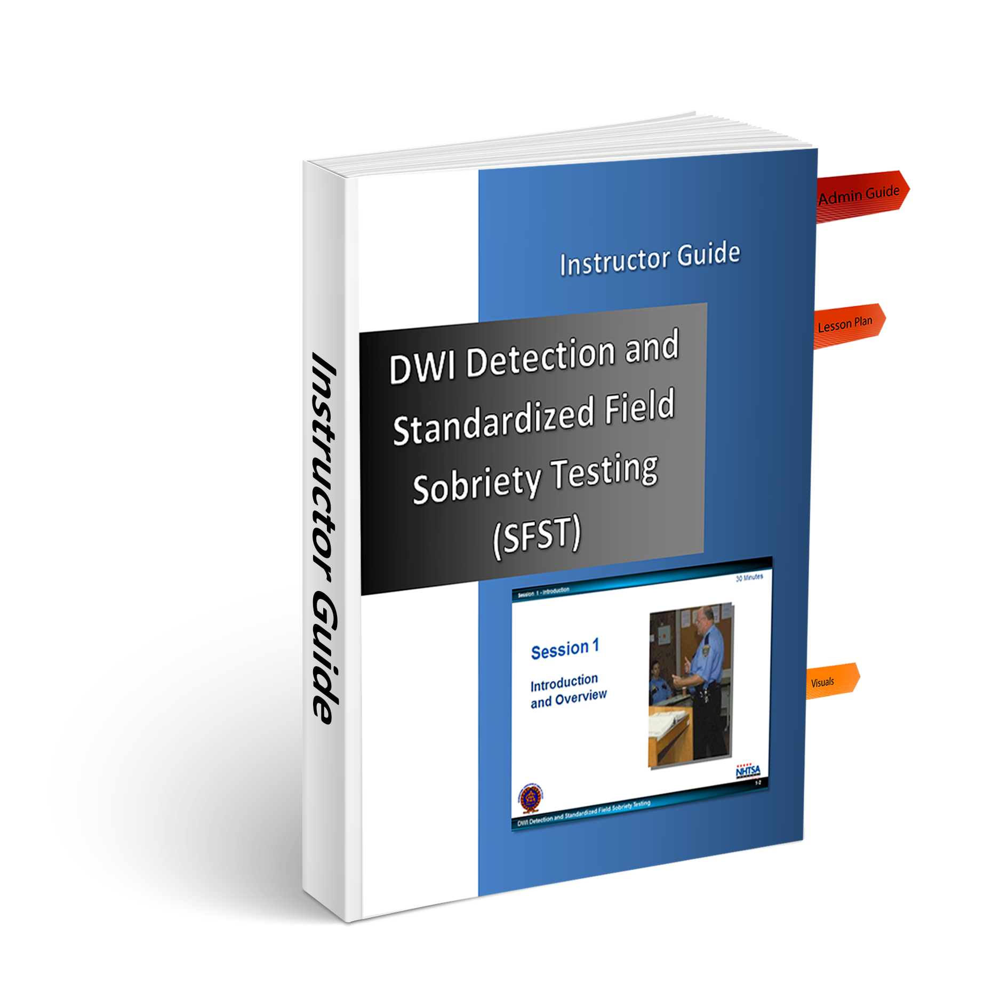 Instructor Guide
Instructor Guide
DWI Detection and
Standardized Field
Sobriety Testing
(SFST)
Session 1 - Introduction
30 Minutes
Session 1
Introduction
and Overview
NHTSA
1-2
DWI Detection and Standardized Field Sobriety Testing
Admin Guide
Lesson Plan
Visuals